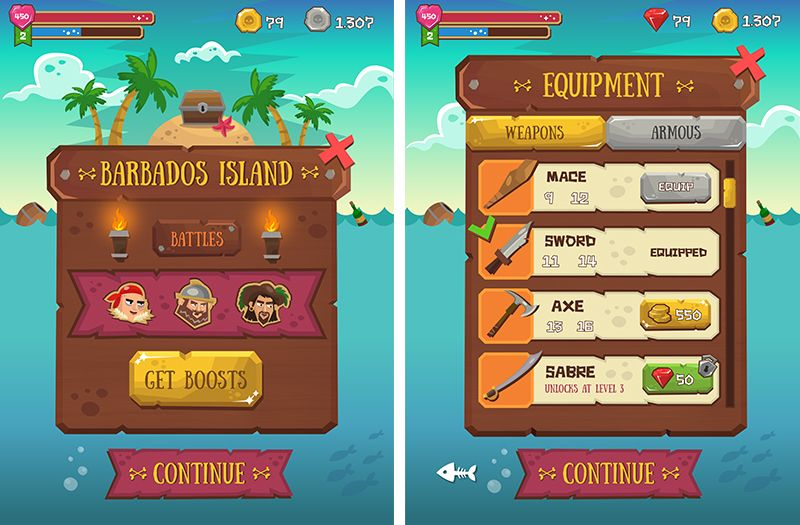 450
2
79
1.307
BARBADOS ISLAND
BATTLES
GET BOOSTS
CONTINUE
450
2
79
1.307
EQUIPMENT
WEAPONS
ARMOUS
MACE
9 12
EQUIP
SWORD
11 14
EQUIPPED
AXE
13 16
550
SABRE
UNLOCKS AT LEVEL 3
50
CONTINUE